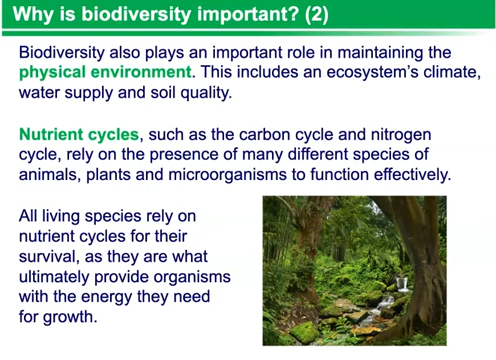 Why is biodiversity important? (2)
Biodiversity also plays an important role in maintaining the
physical environment. This includes an ecosystem's climate,
water supply and soil quality.
Nutrient cycles, such as the carbon cycle and nitrogen
cycle, rely on the presence of many different species of
animals, plants and microorganisms to function effectively.
All living species rely on
nutrient cycles for their
survival, as they are what
ultimately provide organisms
with the energy they need
for growth.